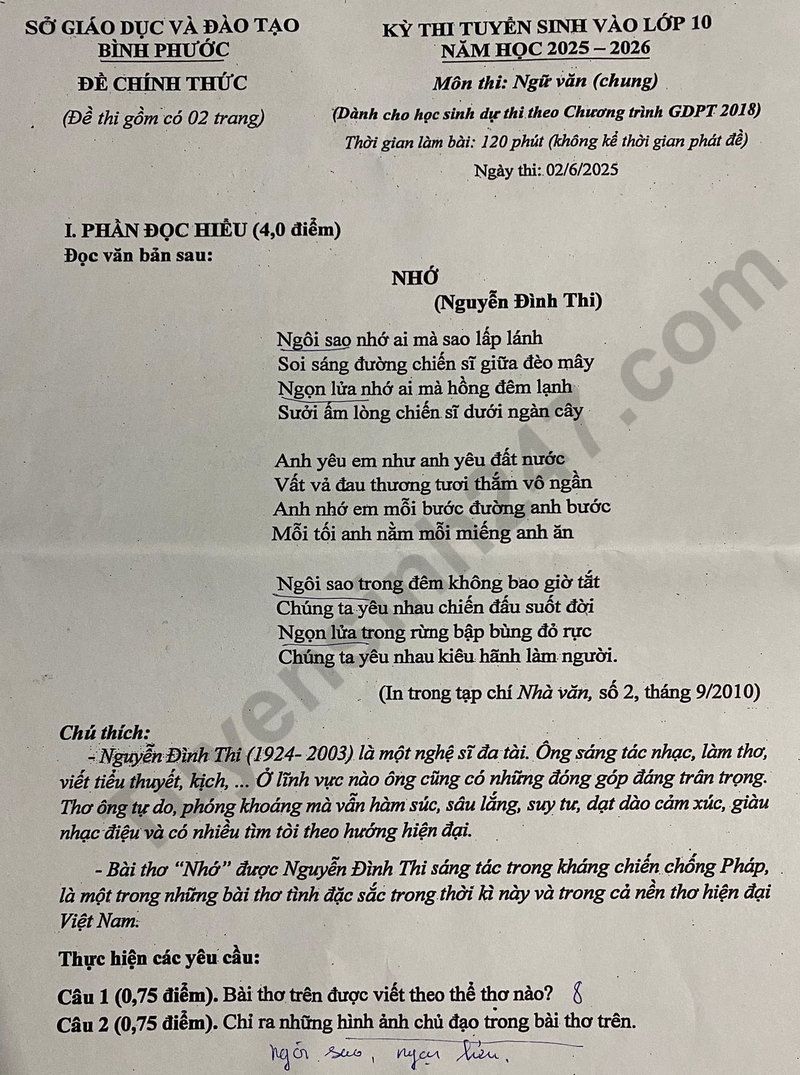 SỞ GIÁO DỤC VÀ ĐÀO TẠO
BÌNH PHƯỚC
ĐỀ CHÍNH THỨC
(Đề thi gồm có 02 trang)
KỲ THI TUYỂN SINH VÀO LỚP 10
NĂM HỌC 2025 – 2026
Môn thi: Ngữ văn (chung)
(Dành cho học sinh dự thi theo Chương trình GDPT 2018)
Thời gian làm bài: 120 phút (không kể thời gian phát đề)
Ngày thi: 02/6/2025
I. PHẦN ĐỌC HIỂU (4,0 điểm)
Đọc văn bản sau:
NHỚ
(Nguyễn Đình Thi)
Ngôi sao nhớ ai mà sao lấp lánh
Soi sáng đường chiến sĩ giữa đèo mây
Ngọn lửa nhớ ai mà hồng đêm lạnh
Sưởi ấm lòng chiến sĩ dưới ngàn cây
Anh yêu em như anh yêu đất nước
Vất vả đau thương tươi thắm vô ngần
Anh nhớ em mỗi bước đường anh bước
Mỗi tối anh nằm mỗi miếng anh ăn
Ngôi sao trong đêm không bao giờ tắt
Chúng ta yêu nhau chiến đấu suốt đời
Ngọn lửa trong rừng bập bùng đỏ rực
Chúng ta yêu nhau kiêu hãnh làm người.
(In trong tạp chí Nhà văn, số 2, tháng 9/2010)
Chú thích:
- Nguyễn Đình Thi (1924- 2003) là một nghệ sĩ đa tài. Ông sáng tác nhạc, làm thơ,
viết tiểu thuyết, kịch, ... Ở lĩnh vực nào ông cũng có những đóng góp đáng trân trọng.
Thơ ông tự do, phóng khoáng mà vẫn hàm súc, sâu lắng, suy tư, dạt dào cảm xúc, giàu
nhạc điệu và có nhiều tìm tòi theo hướng hiện đại.
- Bài thơ “Nhớ” được Nguyễn Đình Thi sáng tác trong kháng chiến chống Pháp,
là một trong những bài thơ tình đặc sắc trong thời kì này và trong cả nền thơ hiện đại
Việt Nam.
Thực hiện các yêu cầu:
Câu 1 (0,75 điểm). Bài thơ trên được viết theo thể thơ nào? 8
Câu 2 (0,75 điểm). Chỉ ra những hình ảnh chủ đạo trong bài thơ trên.
ngôi sao, ngọn